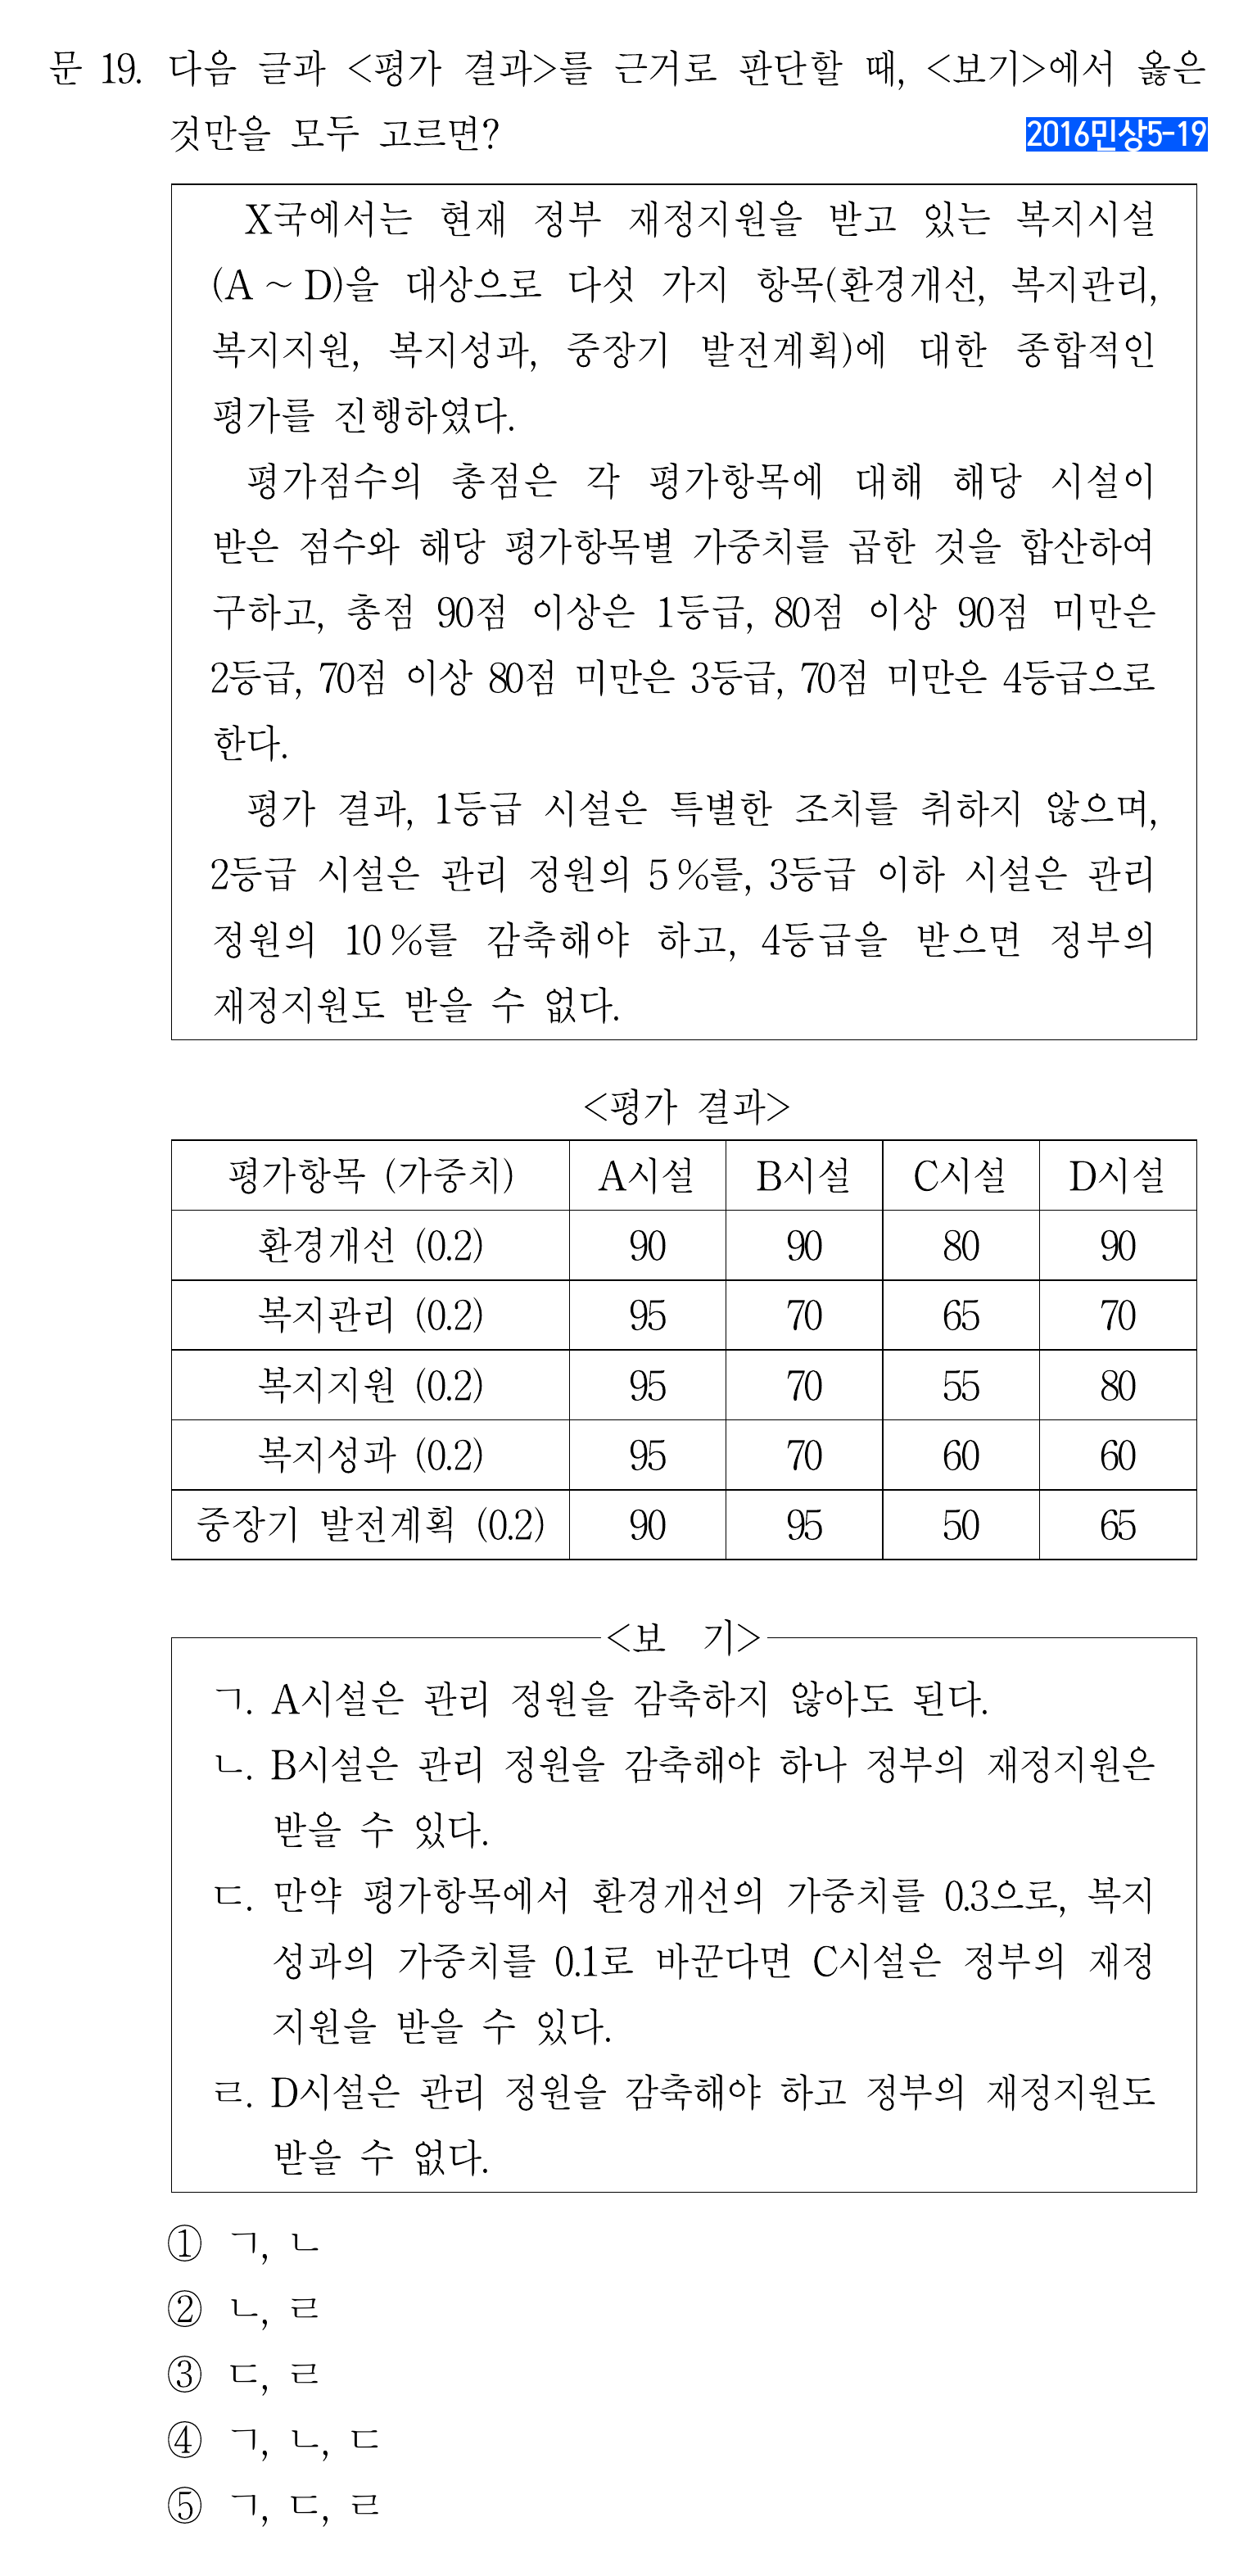 문 19. 다음 글과 <평가 결과>를 근거로 판단할 때, <보기>에서 옳은
것만을 모두 고르면?
2016민상5-19
X국에서는 현재 정부 재정지원을 받고 있는 복지시설
(A ~ D)을 대상으로 다섯 가지 항목(환경개선, 복지관리,
복지지원, 복지성과, 중장기 발전계획)에 대한 종합적인
평가를 진행하였다.
평가점수의 총점은 각 평가항목에 대해 해당 시설이
받은 점수와 해당 평가항목별 가중치를 곱한 것을 합산하여
구하고, 총점 90점 이상은 1등급, 80점 이상 90점 미만은
2등급, 70점 이상 80점 미만은 3등급, 70점 미만은 4등급으로
한다.
평가 결과, 1등급 시설은 특별한 조치를 취하지 않으며,
2등급 시설은 관리 정원의 5%를, 3등급 이하 시설은 관리
정원의 10%를 감축해야 하고, 4등급을 받으면 정부의
재정지원도 받을 수 없다.
<평가 결과>
평가항목 (가중치) A시설 B시설 C시설 D시설
환경개선 (0.2) 90 90 80 90
복지관리 (0.2) 95 70 65 70
복지지원 (0.2) 95 70 55 80
복지성과 (0.2) 95 70 60 60
중장기 발전계획 (0.2) 90 95 50 65
<보 기>
ㄱ. A시설은 관리 정원을 감축하지 않아도 된다.
ㄴ. B시설은 관리 정원을 감축해야 하나 정부의 재정지원은
받을 수 있다.
ㄷ. 만약 평가항목에서 환경개선의 가중치를 0.3으로, 복지
성과의 가중치를 0.1로 바꾼다면 C시설은 정부의 재정
지원을 받을 수 있다.
ㄹ. D시설은 관리 정원을 감축해야 하고 정부의 재정지원도
받을 수 없다.
① ㄱ, ㄴ
② ㄴ, ㄹ
③ ㄷ, ㄹ
④ ㄱ, ㄴ, ㄷ
⑤ ㄱ, ㄷ, ㄹ